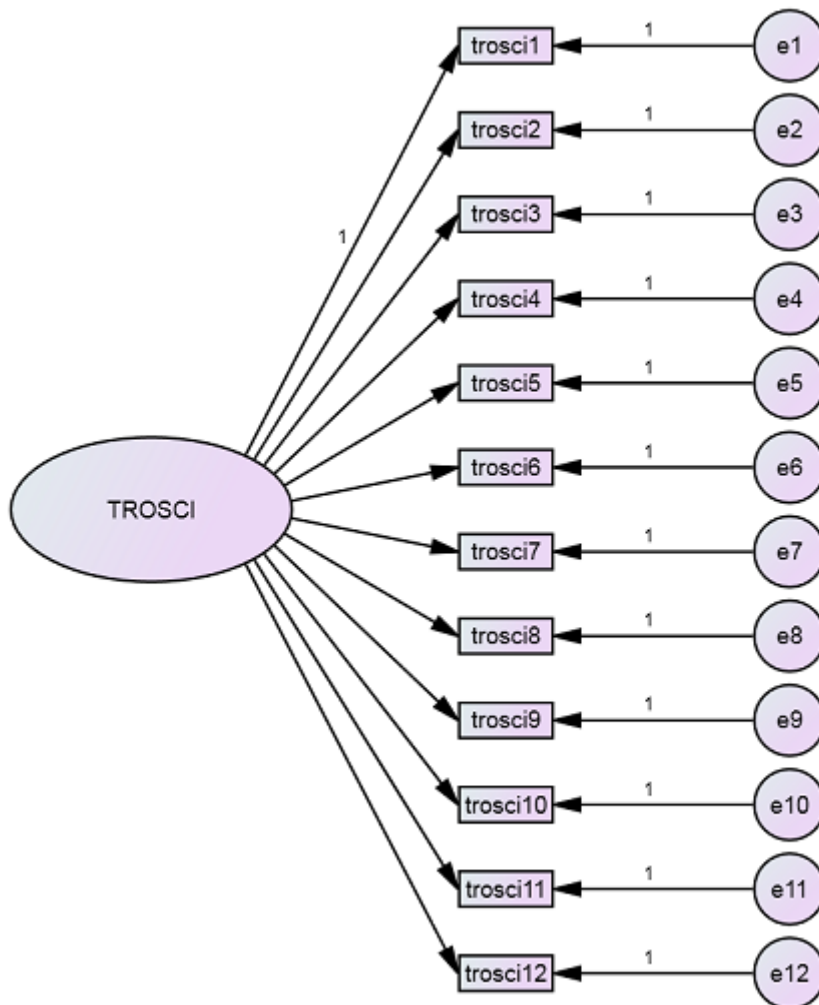 trosci1 1 e1
trosci2 1 e2
trosci3 1 e3
1
trosci4 1 e4
trosci5 1 e5
trosci6 1 e6
TROSCI
trosci7 1 e7
trosci8 1 e8
trosci9 1 e9
trosci10 1 e10
trosci11 1 e11
trosci12 1 e12